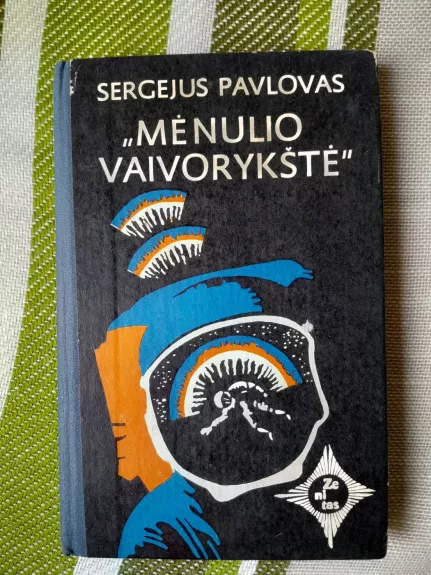 SERGEJUS PAVLOVAS
„MĖNULIO
VAIVORYKŠTĖ“
Ze
ni
tas